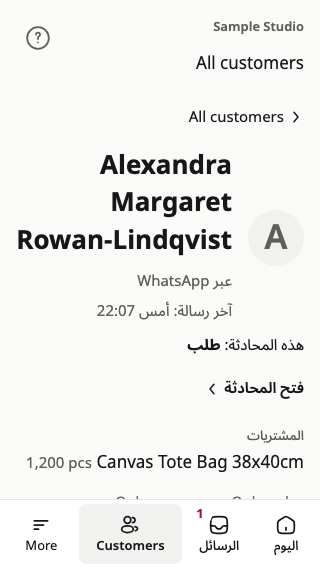 Sample Studio
All customers
All customers
Alexandra
Margaret
Rowan-Lindqvist
A
عبر WhatsApp
آخر رسالة: أمس 22:07
هذه المحادثة: طلب
فتح المحادثة
المشتريات
Canvas Tote Bag 38x40cm 1,200 pcs
اليوم
الرسائل 1
Customers
More